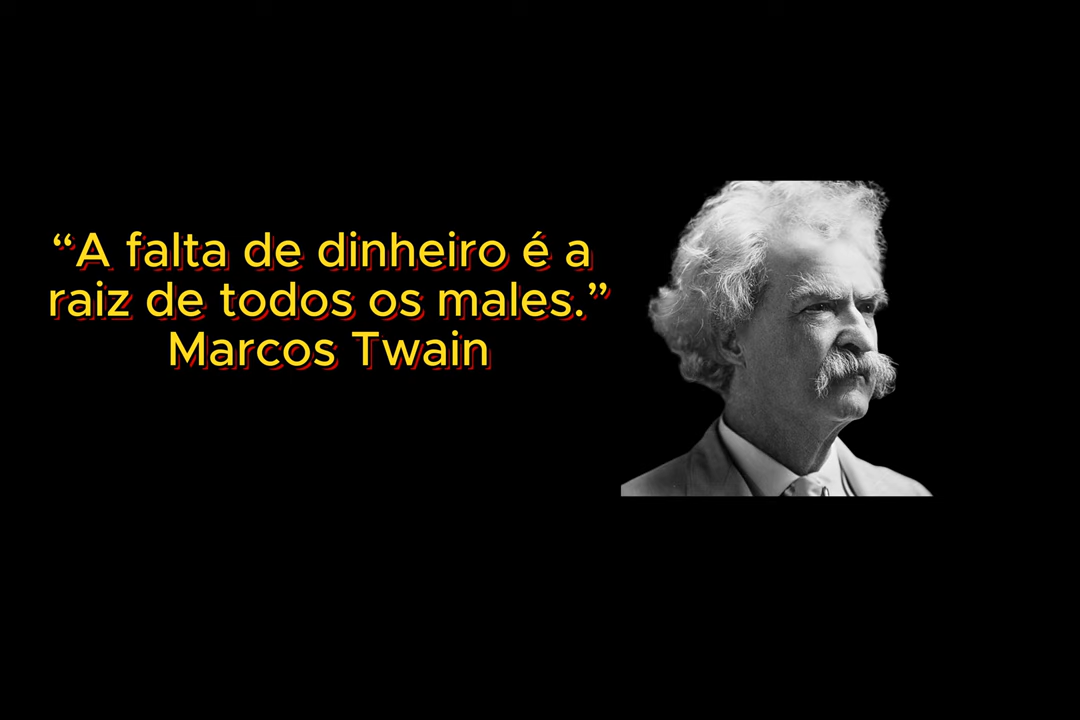 “A falta de dinheiro é a
raiz de todos os males.”
Marcos Twain